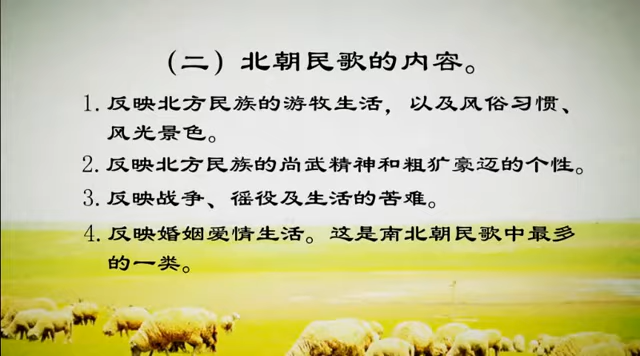 （二）北朝民歌的内容。
1. 反映北方民族的游牧生活，以及风俗习惯、
风光景色。
2. 反映北方民族的尚武精神和粗犷豪迈的个性。
3. 反映战争、徭役及生活的苦难。
4. 反映婚姻爱情生活。这是南北朝民歌中最多
的一类。